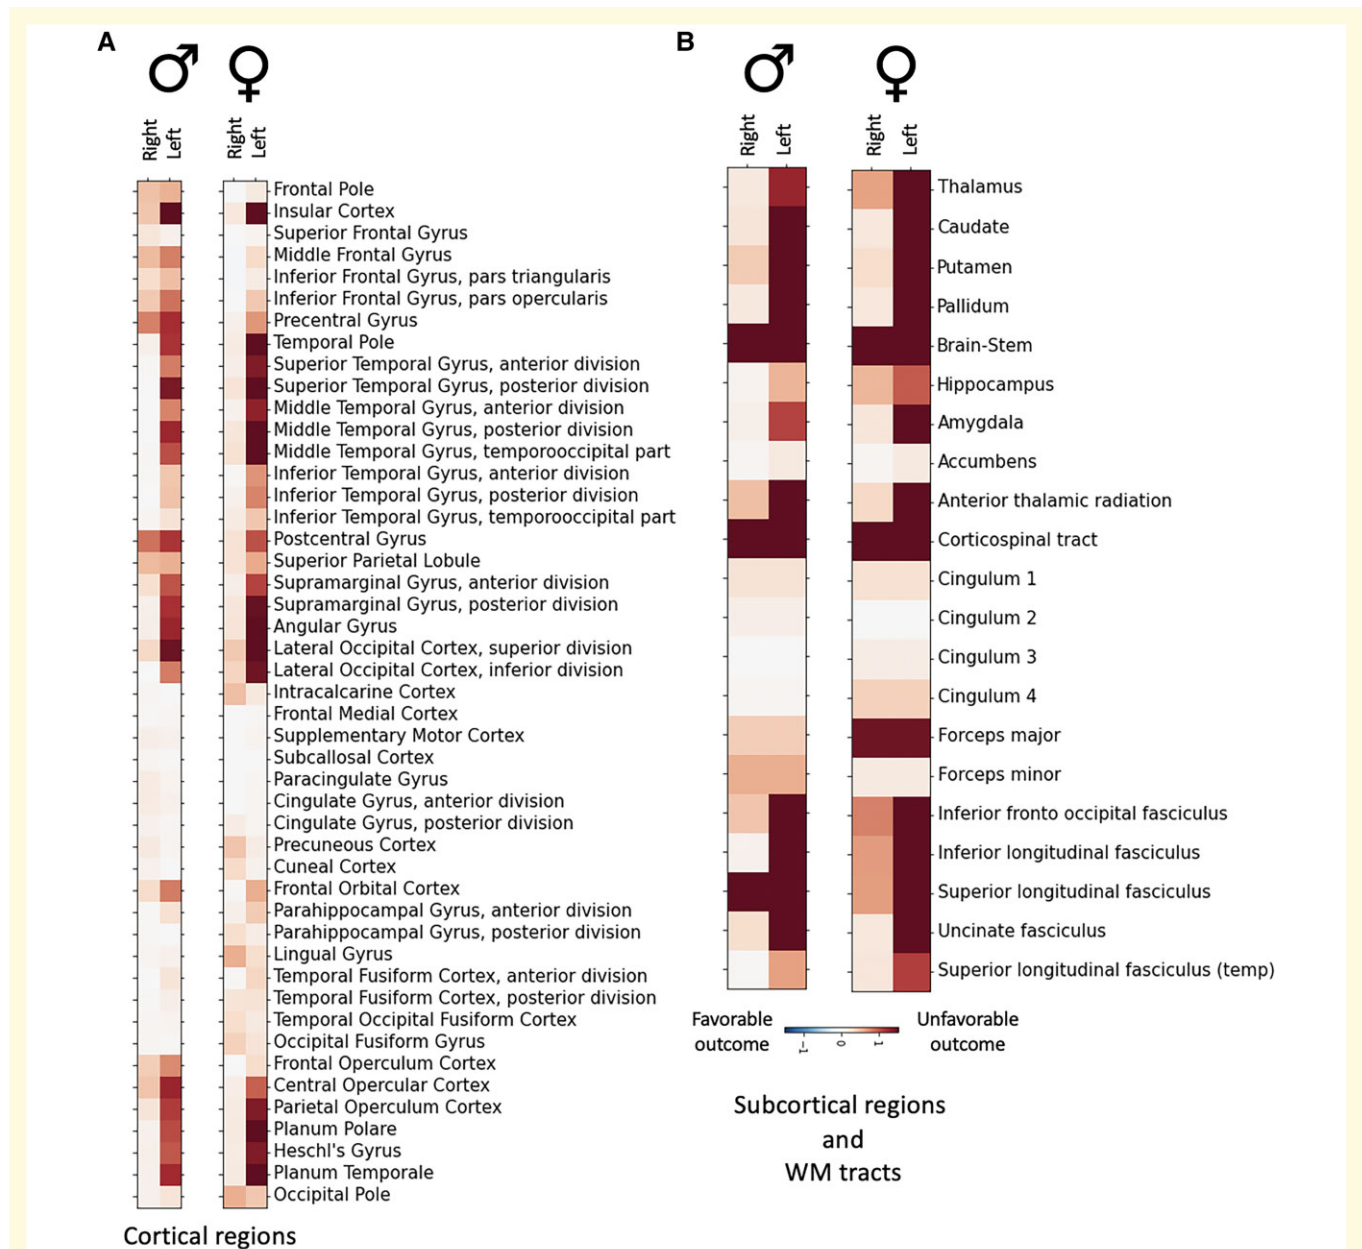 A
♂ ♀
Right Left Right Left
Frontal Pole
Insular Cortex
Superior Frontal Gyrus
Middle Frontal Gyrus
Inferior Frontal Gyrus, pars triangularis
Inferior Frontal Gyrus, pars opercularis
Precentral Gyrus
Temporal Pole
Superior Temporal Gyrus, anterior division
Superior Temporal Gyrus, posterior division
Middle Temporal Gyrus, anterior division
Middle Temporal Gyrus, posterior division
Middle Temporal Gyrus, temporooccipital part
Inferior Temporal Gyrus, anterior division
Inferior Temporal Gyrus, posterior division
Inferior Temporal Gyrus, temporooccipital part
Postcentral Gyrus
Superior Parietal Lobule
Supramarginal Gyrus, anterior division
Supramarginal Gyrus, posterior division
Angular Gyrus
Lateral Occipital Cortex, superior division
Lateral Occipital Cortex, inferior division
Intracalcarine Cortex
Frontal Medial Cortex
Supplementary Motor Cortex
Subcallosal Cortex
Paracingulate Gyrus
Cingulate Gyrus, anterior division
Cingulate Gyrus, posterior division
Precuneous Cortex
Cuneal Cortex
Frontal Orbital Cortex
Parahippocampal Gyrus, anterior division
Parahippocampal Gyrus, posterior division
Lingual Gyrus
Temporal Fusiform Cortex, anterior division
Temporal Fusiform Cortex, posterior division
Temporal Occipital Fusiform Cortex
Occipital Fusiform Gyrus
Frontal Operculum Cortex
Central Opercular Cortex
Parietal Operculum Cortex
Planum Polare
Heschl's Gyrus
Planum Temporale
Occipital Pole
Cortical regions
B
♂ ♀
Right Left Right Left
Thalamus
Caudate
Putamen
Pallidum
Brain-Stem
Hippocampus
Amygdala
Accumbens
Anterior thalamic radiation
Corticospinal tract
Cingulum 1
Cingulum 2
Cingulum 3
Cingulum 4
Forceps major
Forceps minor
Inferior fronto occipital fasciculus
Inferior longitudinal fasciculus
Superior longitudinal fasciculus
Uncinate fasciculus
Superior longitudinal fasciculus (temp)
Favorable outcome
-1 0 1
Unfavorable outcome
Subcortical regions
and
WM tracts